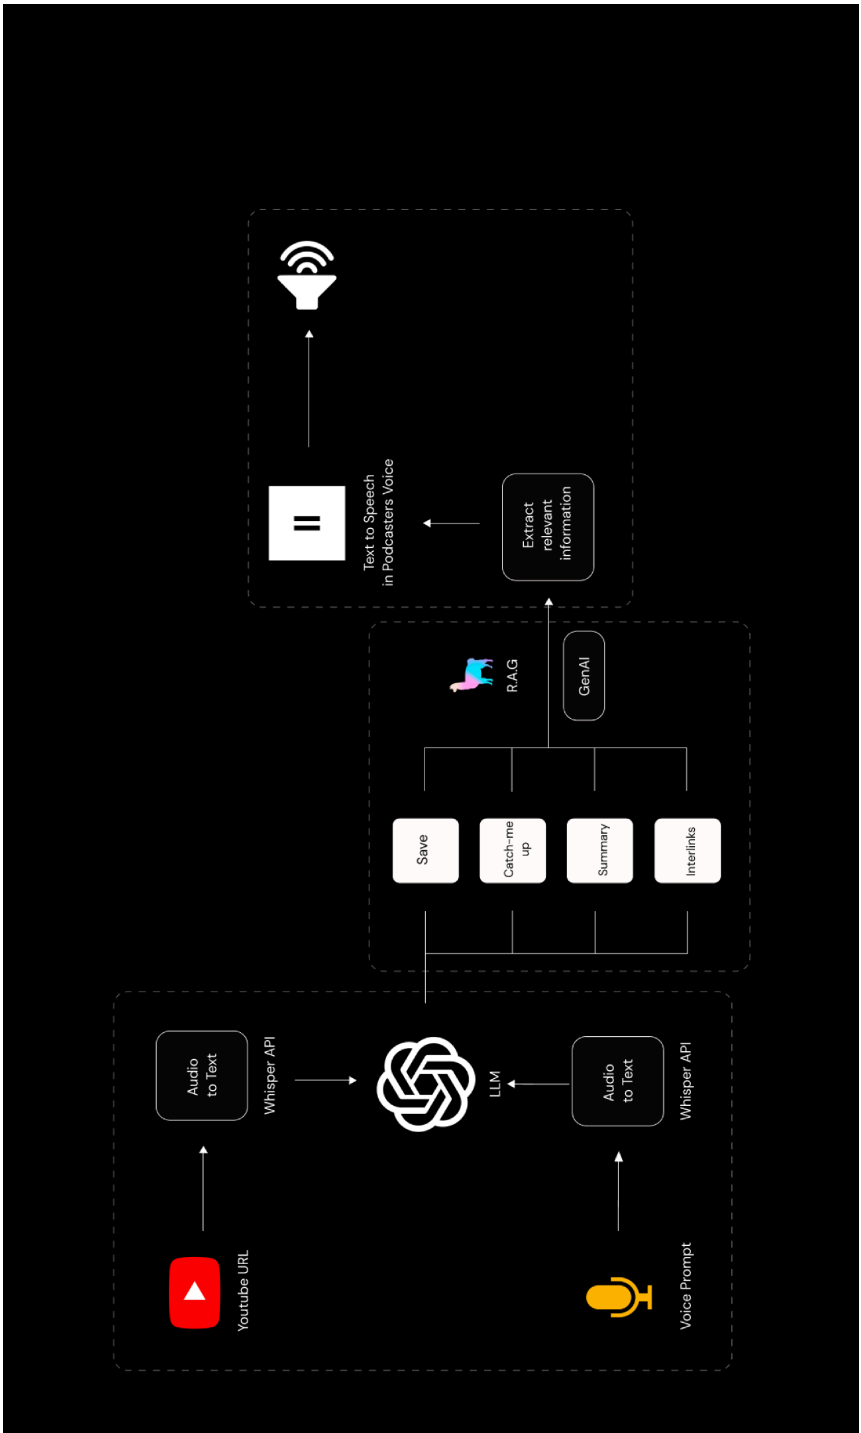 Youtube URL
Audio
to Text
Whisper API
Voice Prompt
Audio
to Text
Whisper API
LLM
Save
Catch-me
up
Summary
Interlinks
R.A.G
GenAI
Extract
relevant
information
Text to Speech
in Podcasters Voice